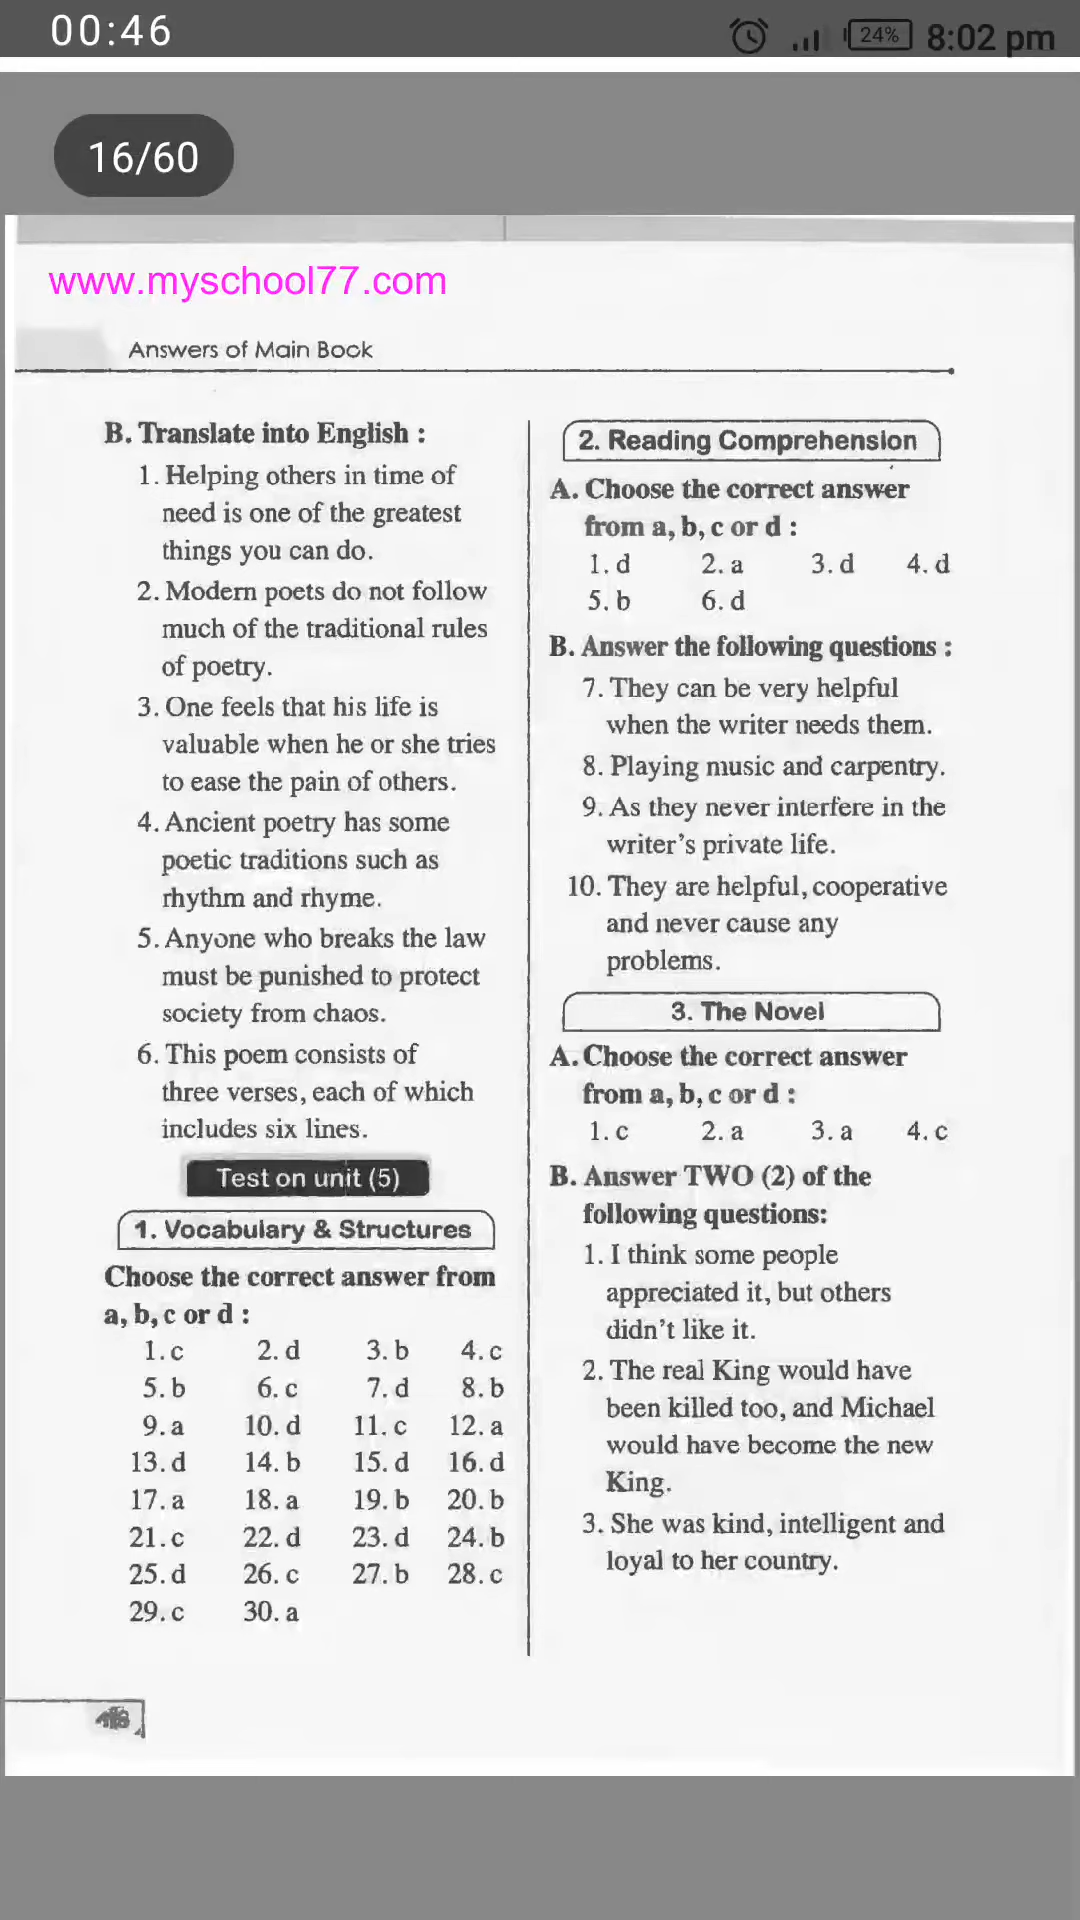 00:46
24% 8:02 pm
16/60
www.myschool77.com
Answers of Main Book
B. Translate into English :
1. Helping others in time of
need is one of the greatest
things you can do.
2. Modern poets do not follow
much of the traditional rules
of poetry.
3. One feels that his life is
valuable when he or she tries
to ease the pain of others.
4. Ancient poetry has some
poetic traditions such as
rhythm and rhyme.
5. Anyone who breaks the law
must be punished to protect
society from chaos.
6. This poem consists of
three verses, each of which
includes six lines.
Test on unit (5)
1. Vocabulary & Structures
Choose the correct answer from
a, b, c or d :
1. c 2. d 3. b 4. c
5. b 6. c 7. d 8. b
9. a 10. d 11. c 12. a
13. d 14. b 15. d 16. d
17. a 18. a 19. b 20. b
21. c 22. d 23. d 24. b
25. d 26. c 27. b 28. c
29. c 30. a
2. Reading Comprehension
A. Choose the correct answer
from a, b, c or d :
1. d 2. a 3. d 4. d
5. b 6. d
B. Answer the following questions :
7. They can be very helpful
when the writer needs them.
8. Playing music and carpentry.
9. As they never interfere in the
writer's private life.
10. They are helpful, cooperative
and never cause any
problems.
3. The Novel
A. Choose the correct answer
from a, b, c or d :
1. c 2. a 3. a 4. c
B. Answer TWO (2) of the
following questions:
1. I think some people
appreciated it, but others
didn't like it.
2. The real King would have
been killed too, and Michael
would have become the new
King.
3. She was kind, intelligent and
loyal to her country.